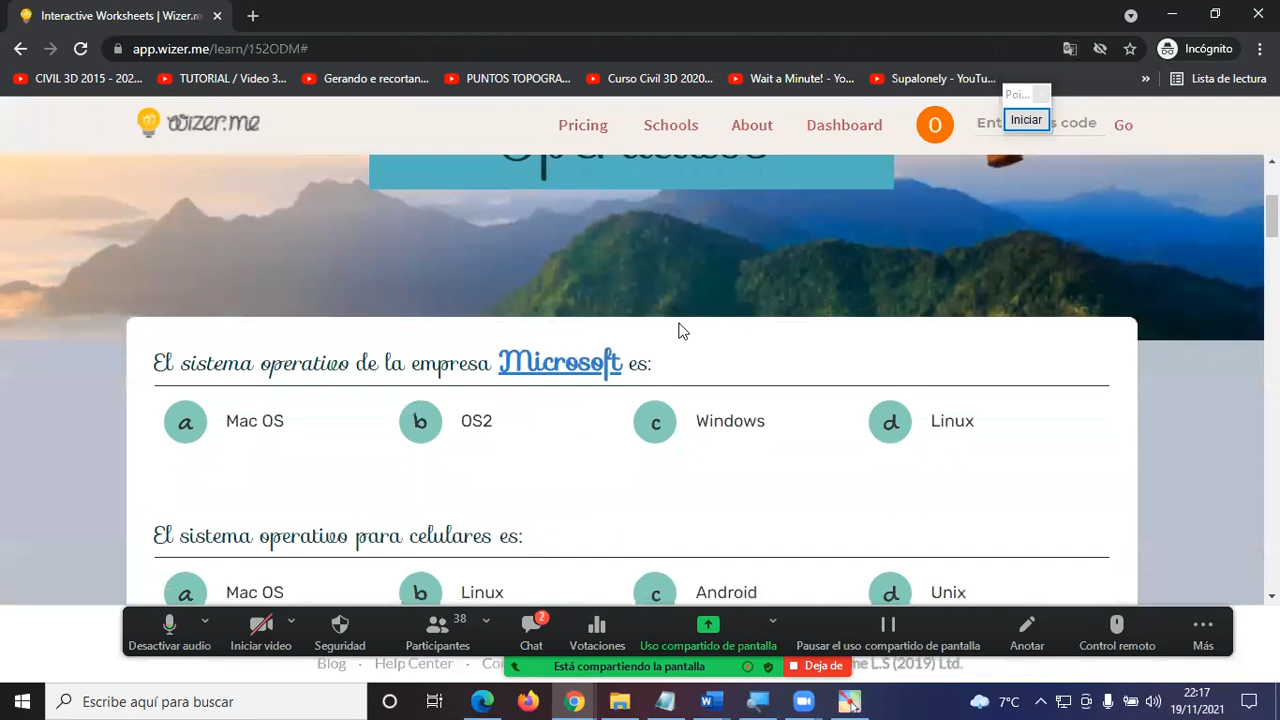 Interactive Worksheets | Wizer.m
app.wizer.me/learn/152ODM#
Incógnito
CIVIL 3D 2015 - 202...
TUTORIAL / Video 3...
Gerando e recortan...
PUNTOS TOPOGRA...
Curso Civil 3D 2020...
Wait a Minute! - Yo...
Supalonely - YouTu...
»
Lista de lectura
Poi...
Iniciar
wizer.me
Pricing
Schools
About
Dashboard
O
Ent s code
Go
El sistema operativo de la empresa Microsoft es:
a Mac OS
b OS2
c Windows
d Linux
El sistema operativo para celulares es:
a Mac OS
b Linux
c Android
d Unix
Desactivar audio
Iniciar video
Seguridad
Participantes 38
Chat 2
Votaciones
Uso compartido de pantalla
Pausar el uso compartido de pantalla
Anotar
Control remoto
Más
Está compartiendo la pantalla
Deja de
Blog
Help Center
L.S (2019) Ltd.
Escribe aquí para buscar
7°C
22:17
19/11/2021